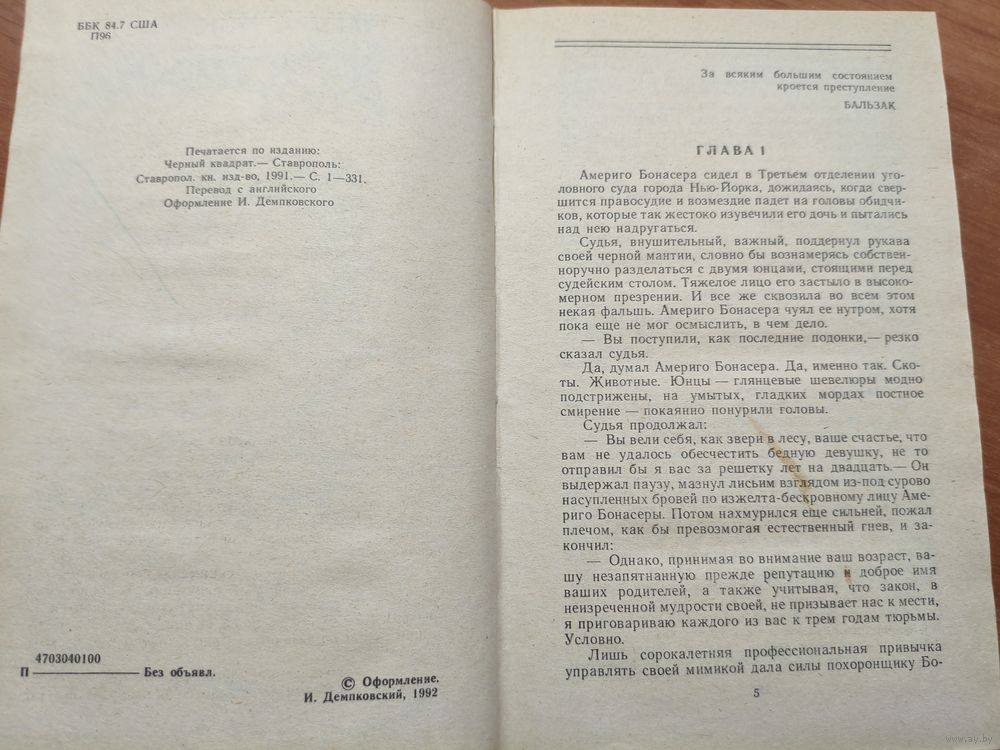 ББК 84.7 США
П96
Печатается по изданию:
Черный квадрат.— Ставрополь:
Ставропол. кн. изд-во, 1991.— С. 1—331.
Перевод с английского
Оформление И. Демпковского
4703040100
П ——— Без объявл.
© Оформление.
И. Демпковский, 1992
За всяким большим состоянием
кроется преступление
БАЛЬЗАК
ГЛАВА 1
Америго Бонасера сидел в Третьем отделении уго-
ловного суда города Нью-Йорка, дожидаясь, когда свер-
шится правосудие и возмездие падет на головы обидчи-
ков, которые так жестоко изувечили его дочь и пытались
над нею надругаться.
Судья, внушительный, важный, поддернул рукава
своей черной мантии, словно бы вознамерясь собствен-
норучно разделаться с двумя юнцами, стоящими перед
судейским столом. Тяжелое лицо его застыло в высоко-
мерном презрении. И все же сквозила во всем этом
некая фальшь. Америго Бонасера чуял ее нутром, хотя
пока еще не мог осмыслить, в чем дело.
— Вы поступили, как последние подонки,— резко
сказал судья.
Да, думал Америго Бонасера. Да, именно так. Ско-
ты. Животные. Юнцы — глянцевые шевелюры модно
подстрижены, на умытых, гладких мордах постное
смирение — покаянно понурили головы.
Судья продолжал:
— Вы вели себя, как звери в лесу, ваше счастье, что
вам не удалось обесчестить бедную девушку, не то
отправил бы я вас за решетку лет на двадцать.— Он
выдержал паузу, мазнул лисьим взглядом из-под сурово
насупленных бровей по изжелта-бескровному лицу Аме-
риго Бонасеры. Потом нахмурился еще сильней, пожал
плечом, как бы превозмогая естественный гнев, и за-
кончил:
— Однако, принимая во внимание ваш возраст, ва-
шу незапятнанную прежде репутацию и доброе имя
ваших родителей, а также учитывая, что закон, в
неизреченной мудрости своей, не призывает нас к мести,
я приговариваю каждого из вас к трем годам тюрьмы.
Условно.
Лишь сорокалетняя профессиональная привычка
управлять своей мимикой дала силы похоронщику Бо-
5
www.ay.by